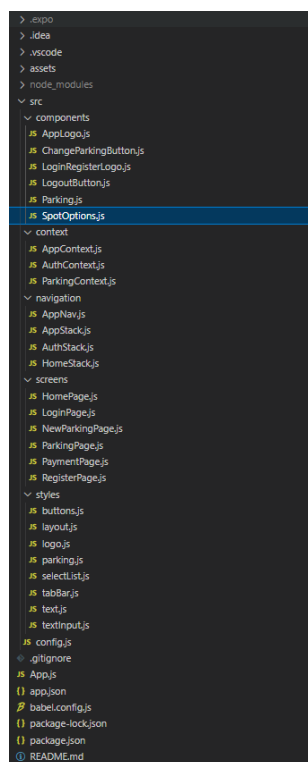 .expo
.idea
.vscode
assets
node_modules
src
components
JS AppLogo.js
JS ChangeParkingButton.js
JS LoginRegisterLogo.js
JS LogoutButton.js
JS Parking.js
JS SpotOptions.js
context
JS AppContext.js
JS AuthContext.js
JS ParkingContext.js
navigation
JS AppNav.js
JS AppStack.js
JS AuthStack.js
JS HomeStack.js
screens
JS HomePage.js
JS LoginPage.js
JS NewParkingPage.js
JS ParkingPage.js
JS PaymentPage.js
JS RegisterPage.js
styles
JS buttons.js
JS layout.js
JS logo.js
JS parking.js
JS selectList.js
JS tabBar.js
JS text.js
JS textInput.js
JS config.js
.gitignore
JS App.js
{} app.json
babel.config.js
{} package-lock.json
{} package.json
README.md